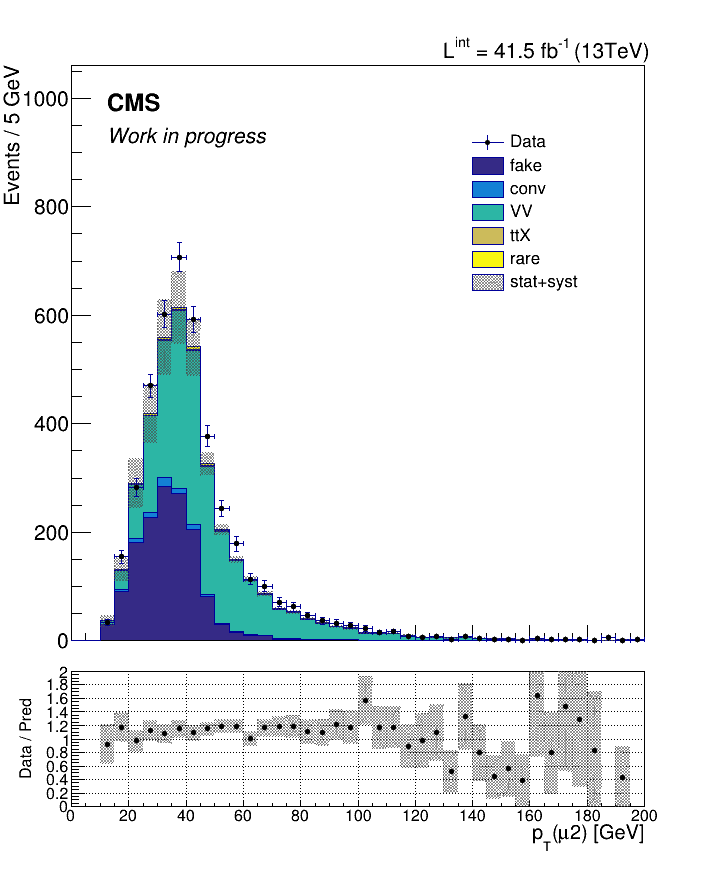 L^int = 41.5 fb^-1 (13TeV)
Events / 5 GeV
CMS
Work in progress
1000
800
600
400
200
0
Data
fake
conv
VV
ttX
rare
stat+syst
Data / Pred
2
1.8
1.6
1.4
1.2
1
0.8
0.6
0.4
0.2
0
0 20 40 60 80 100 120 140 160 180 200
p_T(μ2) [GeV]